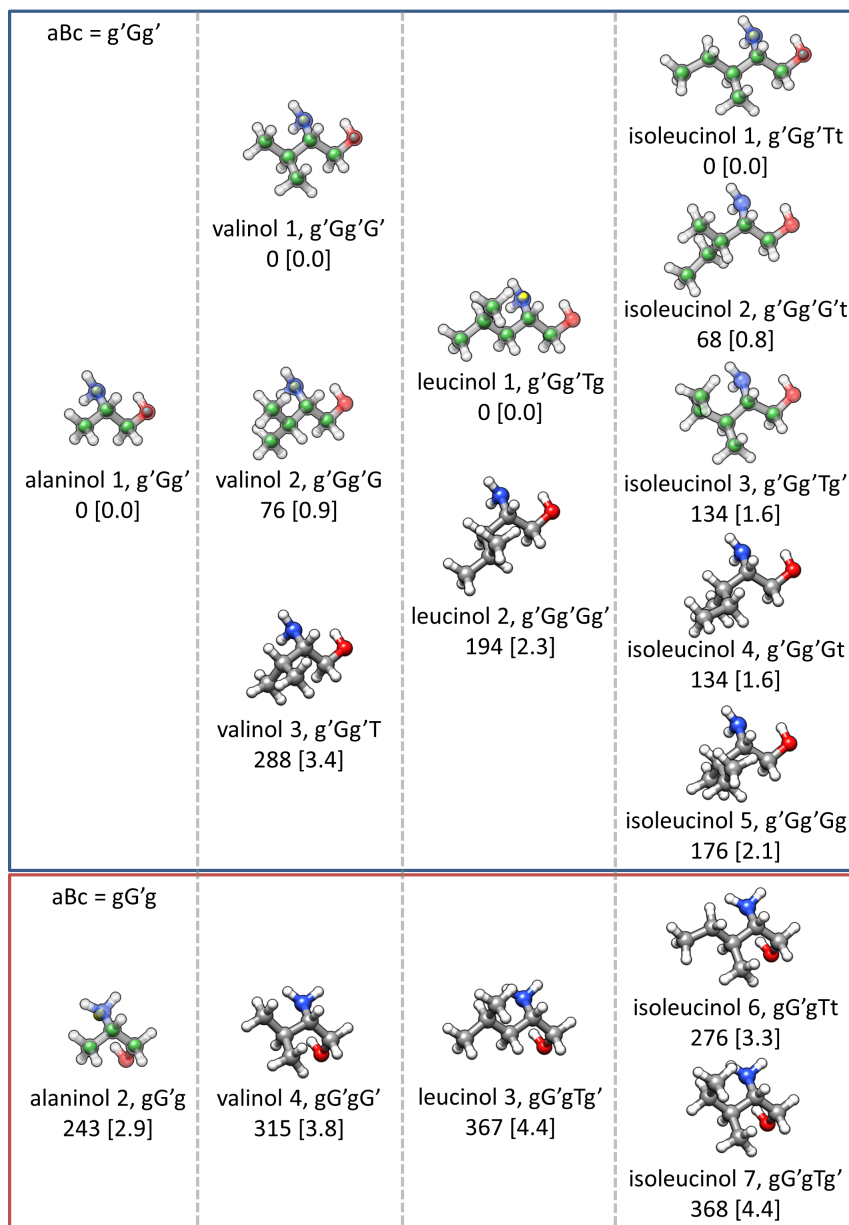 aBc = g’Gg’
alaninol 1, g’Gg’
0 [0.0]
valinol 1, g’Gg’G’
0 [0.0]
valinol 2, g’Gg’G
76 [0.9]
valinol 3, g’Gg’T
288 [3.4]
leucinol 1, g’Gg’Tg
0 [0.0]
leucinol 2, g’Gg’Gg’
194 [2.3]
isoleucinol 1, g’Gg’Tt
0 [0.0]
isoleucinol 2, g’Gg’G’t
68 [0.8]
isoleucinol 3, g’Gg’Tg’
134 [1.6]
isoleucinol 4, g’Gg’Gt
134 [1.6]
isoleucinol 5, g’Gg’Gg
176 [2.1]
aBc = gG’g
alaninol 2, gG’g
243 [2.9]
valinol 4, gG’gG’
315 [3.8]
leucinol 3, gG’gTg’
367 [4.4]
isoleucinol 6, gG’gTt
276 [3.3]
isoleucinol 7, gG’gTg’
368 [4.4]